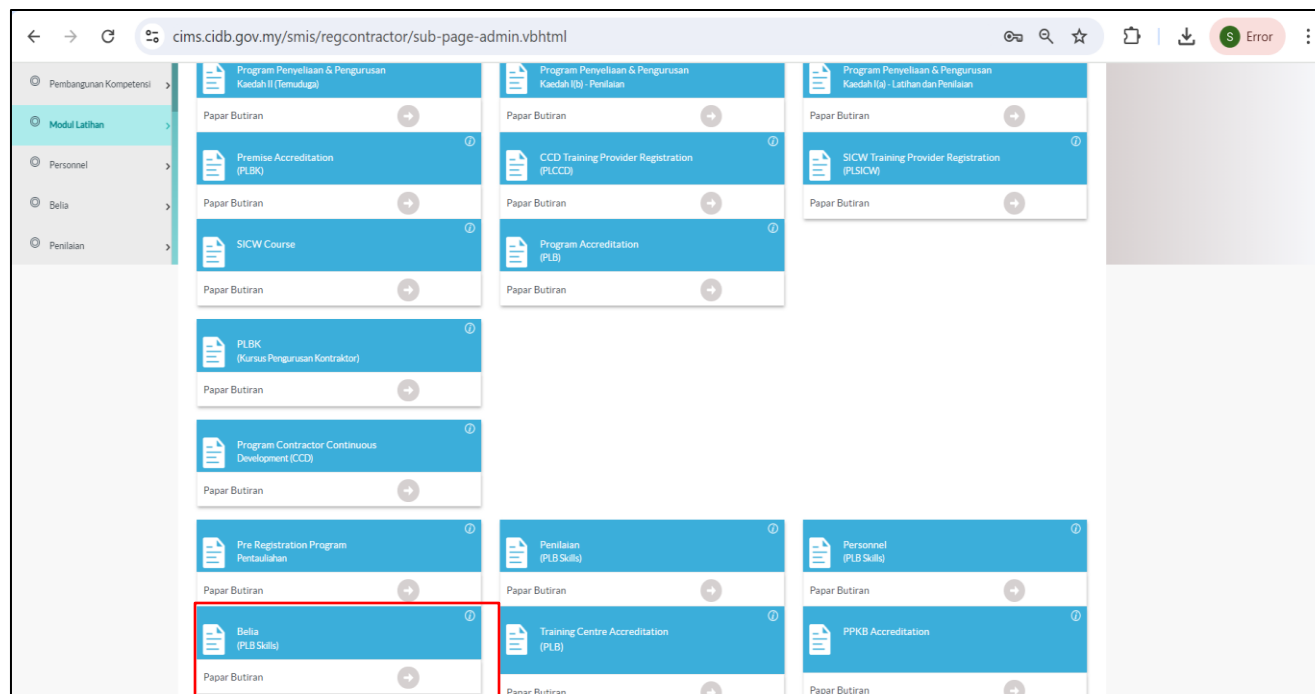 cims.cidb.gov.my/smis/regcontractor/sub-page-admin.vbhtml
S Error
Pembangunan Kompetensi
Modul Latihan
Personnel
Belia
Penilaian
Program Penyeliaan & Pengurusan
Kaedah II (Temuduga)
Papar Butiran
Program Penyeliaan & Pengurusan
Kaedah I(b) - Penilaian
Papar Butiran
Program Penyeliaan & Pengurusan
Kaedah I(a) - Latihan dan Penilaian
Papar Butiran
Premise Accreditation
(PLBK)
Papar Butiran
CCD Training Provider Registration
(PLCCD)
Papar Butiran
SICW Training Provider Registration
(PLSICW)
Papar Butiran
SICW Course
Papar Butiran
Program Accreditation
(PLB)
Papar Butiran
PLBK
(Kursus Pengurusan Kontraktor)
Papar Butiran
Program Contractor Continuous
Development (CCD)
Papar Butiran
Pre Registration Program
Pentauliahan
Papar Butiran
Penilaian
(PLB Skills)
Papar Butiran
Personnel
(PLB Skills)
Papar Butiran
Belia
(PLB Skills)
Papar Butiran
Training Centre Accreditation
(PLB)
Papar Butiran
PPKB Accreditation
Papar Butiran